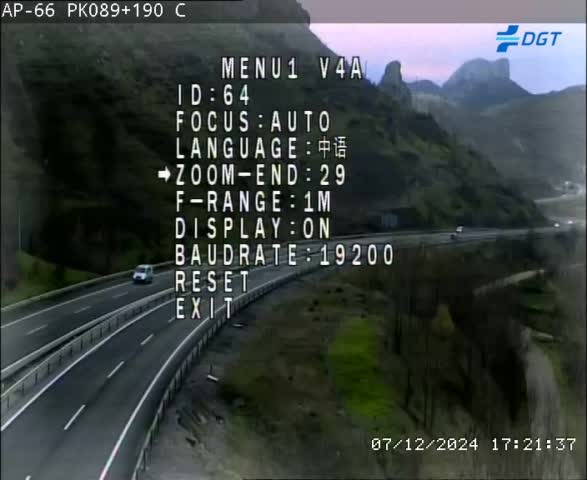 AP-66 PK089+190 C
DGT
MENU1 V4A
ID:64
FOCUS:AUTO
LANGUAGE:中语
ZOOM-END:29
F-RANGE:1M
DISPLAY:ON
BAUDRATE:19200
RESET
EXIT
07/12/2024 17:21:37